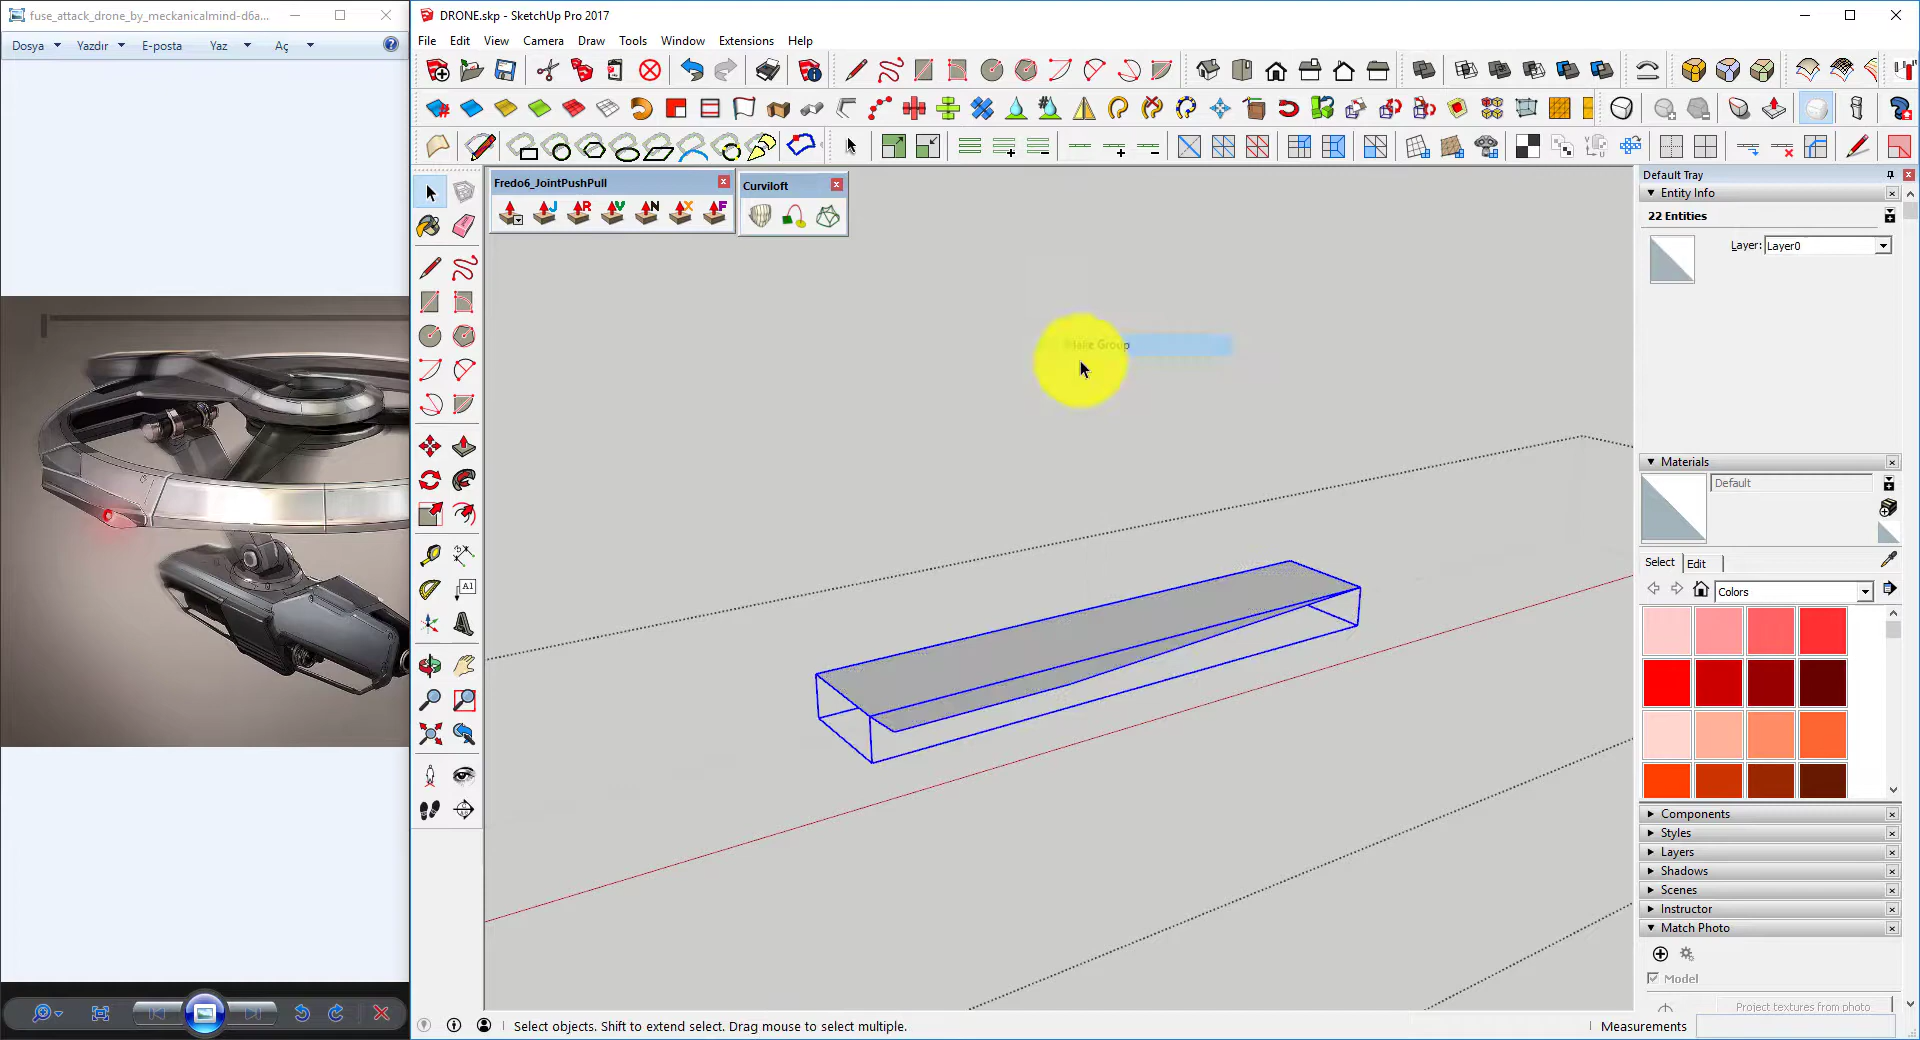 fuse_attack_drone_by_meckanicalmind-d6a...
Dosya
Yazdır
E-posta
Yaz
Aç
DRONE.skp - SketchUp Pro 2017
File Edit View Camera Draw Tools Window Extensions Help
Fredo6_JointPushPull
J R V N X F
Curviloft
A1
Make Group
Default Tray
Entity Info
22 Entities
Layer: Layer0
Materials
Default
Select Edit
Colors
Components
Styles
Layers
Shadows
Scenes
Instructor
Match Photo
Model
Project textures from photo
Select objects. Shift to extend select. Drag mouse to select multiple.
Measurements